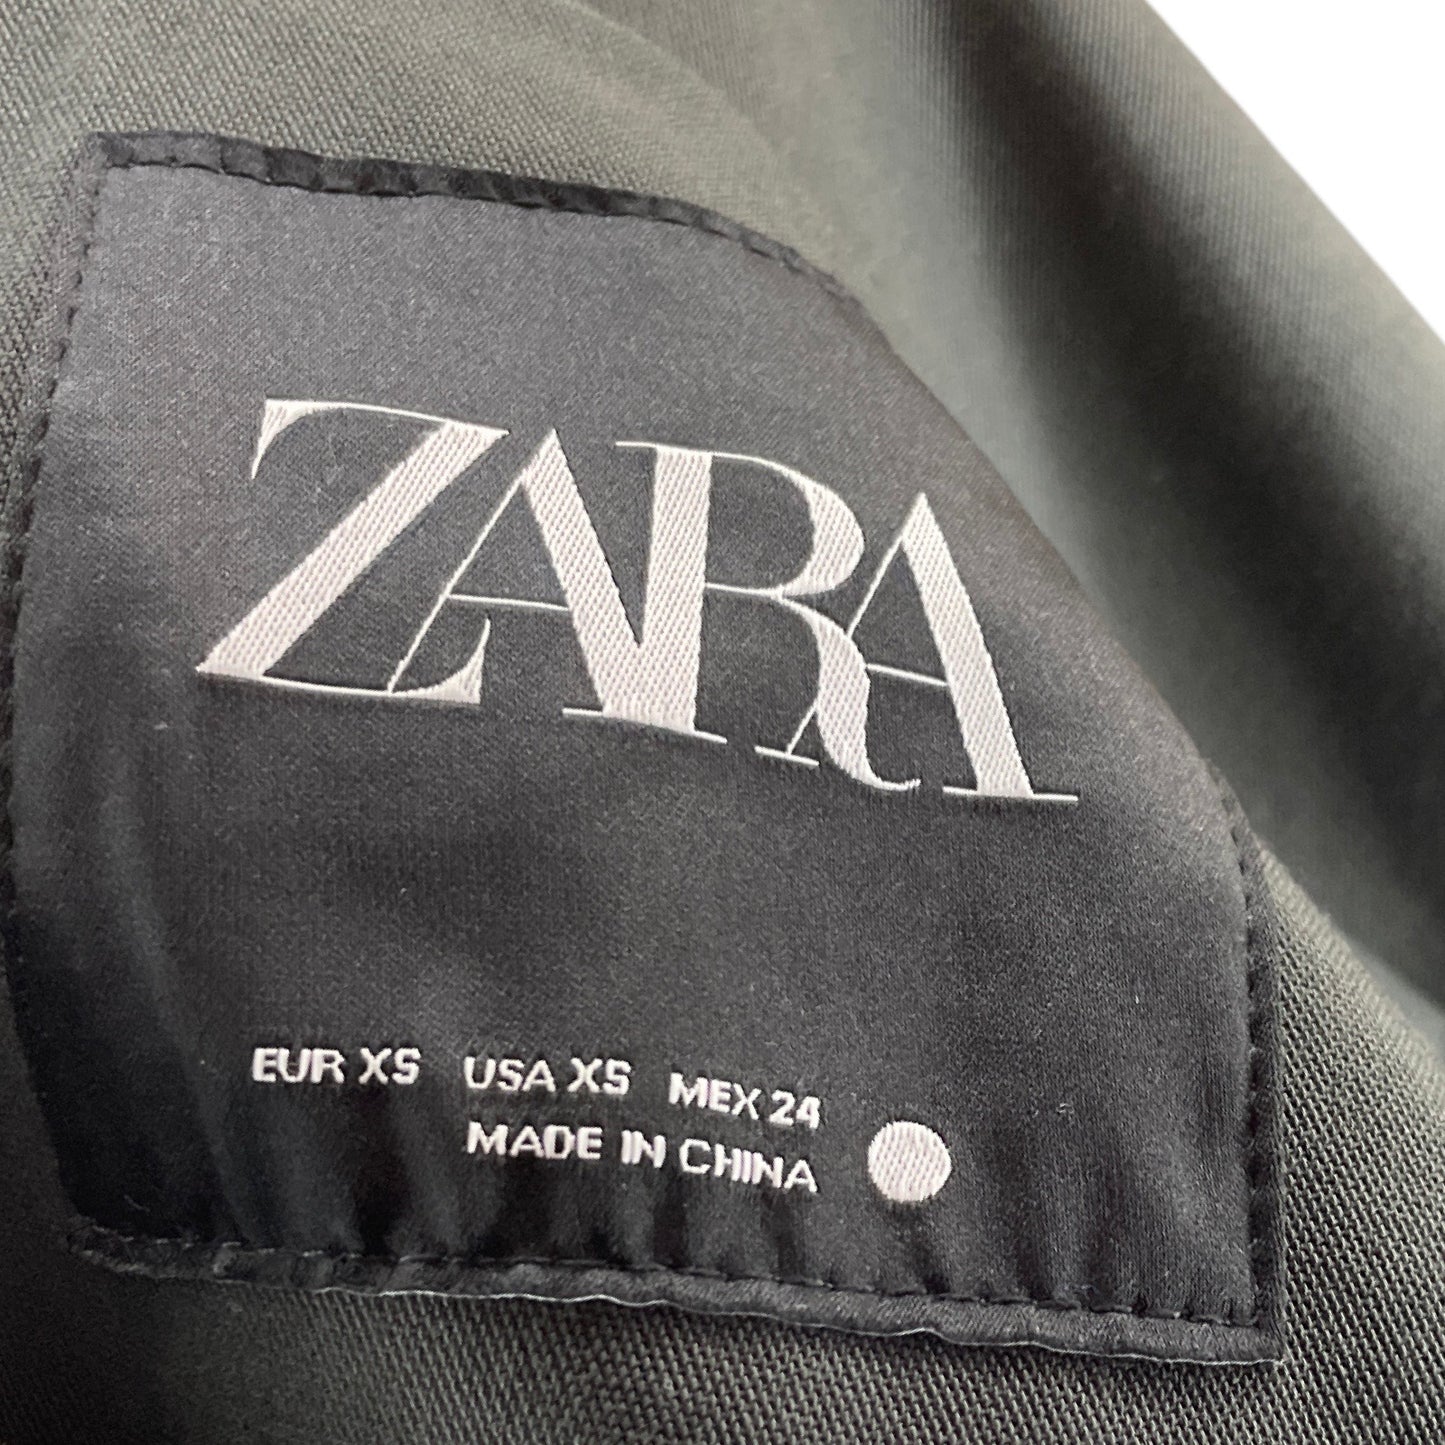 ZARA
EUR XS USA XS MEX 24
MADE IN CHINA